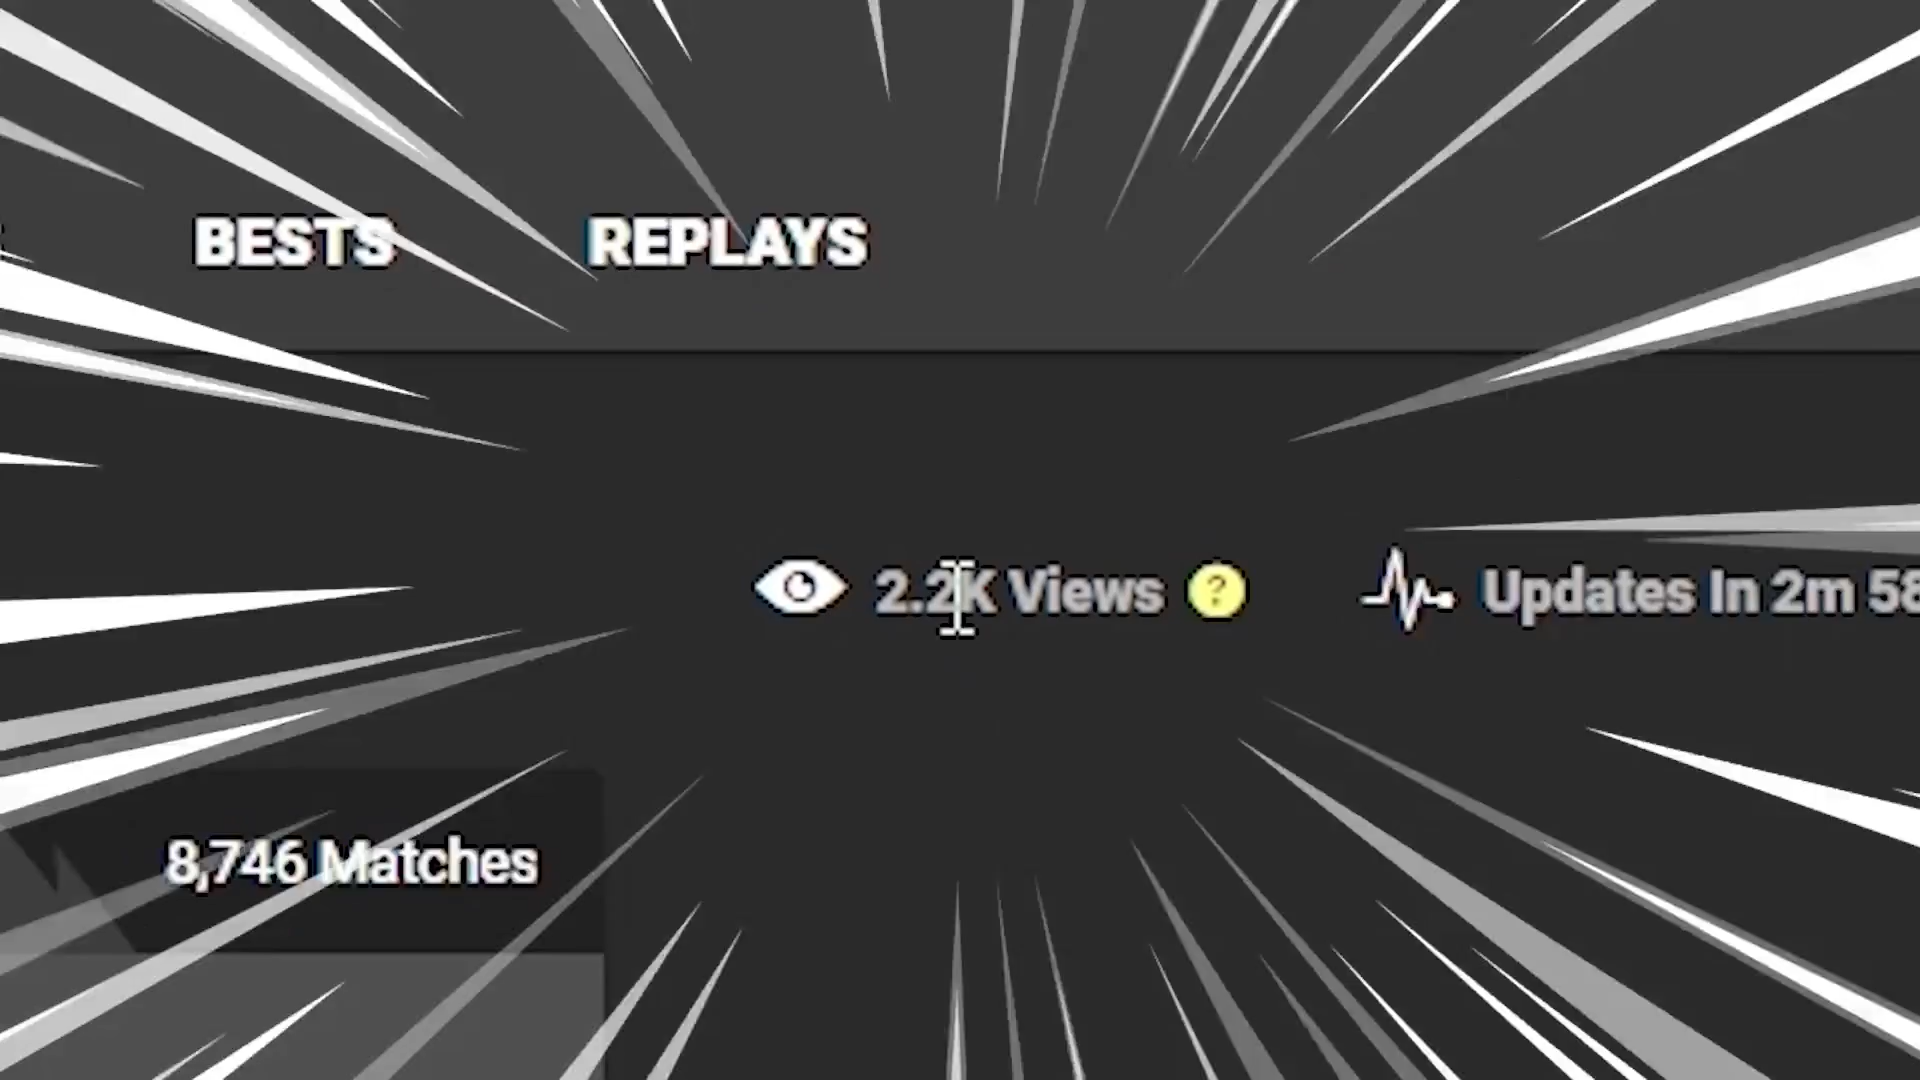 BESTS REPLAYS
2.2K Views ? Updates In 2m 58
8,746 Matches